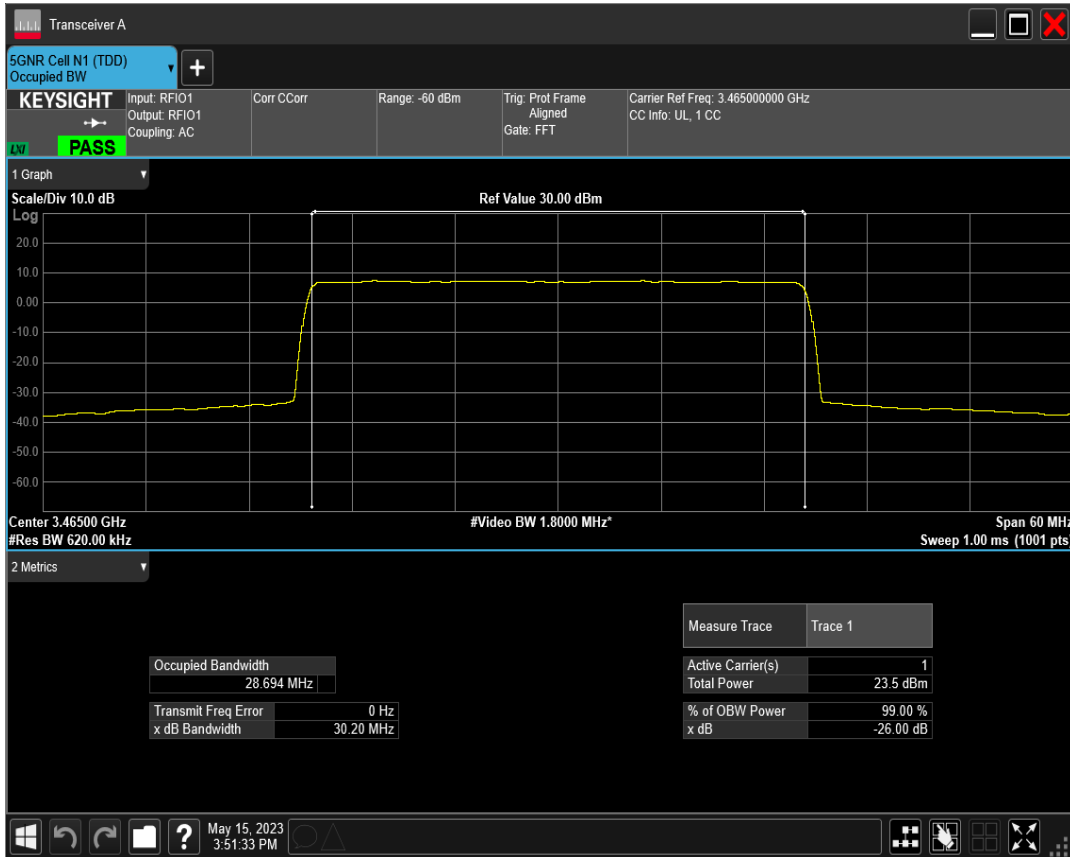 Transceiver A
5GNR Cell N1 (TDD)
Occupied BW
+
KEYSIGHT
LXI
PASS
Input: RFIO1
Output: RFIO1
Coupling: AC
Corr CCorr
Range: -60 dBm
Trig: Prot Frame
Aligned
Gate: FFT
Carrier Ref Freq: 3.465000000 GHz
CC Info: UL, 1 CC
1 Graph
Scale/Div 10.0 dB
Ref Value 30.00 dBm
Log
20.0
10.0
0.00
-10.0
-20.0
-30.0
-40.0
-50.0
-60.0
Center 3.46500 GHz
#Video BW 1.8000 MHz*
Span 60 MHz
#Res BW 620.00 kHz
Sweep 1.00 ms (1001 pts)
2 Metrics
Measure Trace Trace 1
Occupied Bandwidth
28.694 MHz
Active Carrier(s) 1
Total Power 23.5 dBm
Transmit Freq Error 0 Hz
x dB Bandwidth 30.20 MHz
% of OBW Power 99.00 %
x dB -26.00 dB
?
May 15, 2023
3:51:33 PM